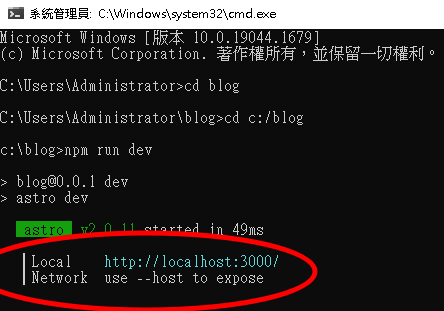 系統管理員: C:\Windows\system32\cmd.exe
Microsoft Windows [版本 10.0.19044.1679]
(c) Microsoft Corporation. 著作權所有，並保留一切權利。
C:\Users\Administrator>cd blog
C:\Users\Administrator\blog>cd c:/blog
c:\blog>npm run dev
> blog@0.0.1 dev
> astro dev
astro v2.0.11 started in 49ms
Local http://localhost:3000/
Network use --host to expose